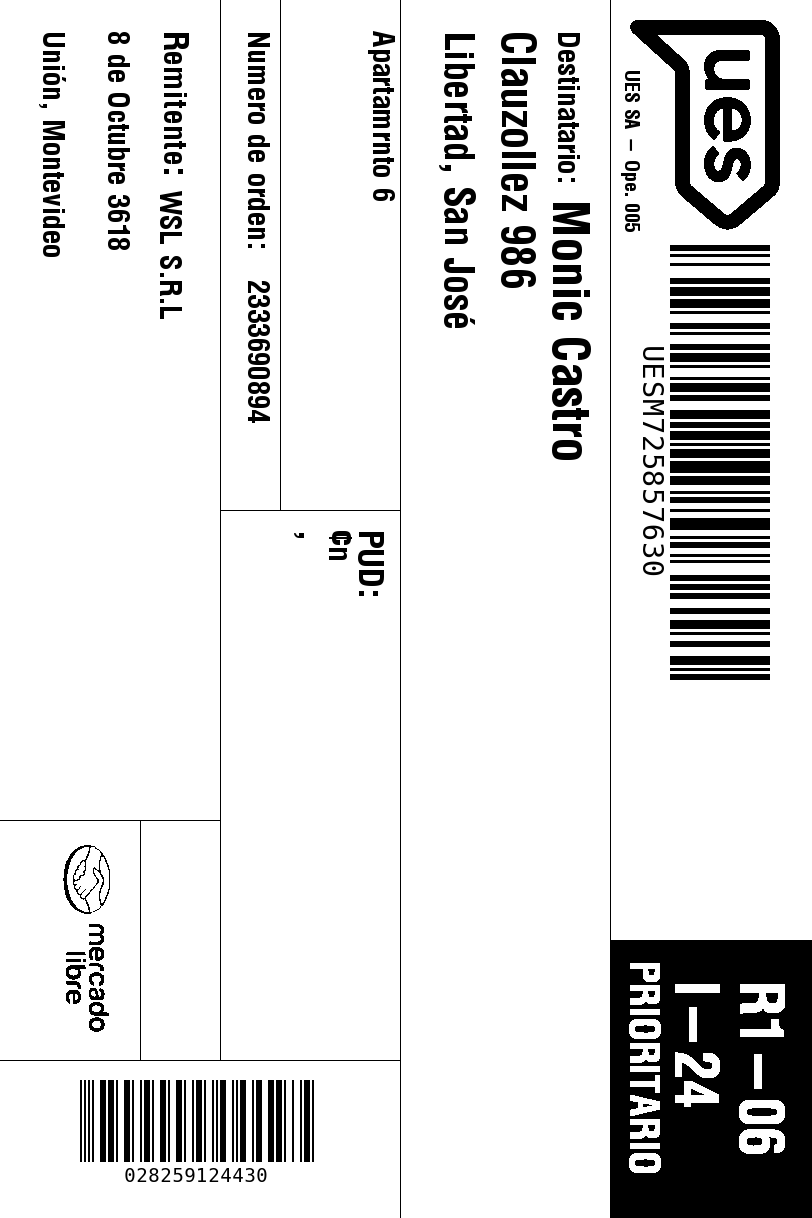 ues
UES SA – Ope. 005
UESM725857630
R1 – 06
I – 24
PRIORITARIO
Destinatario: Monic Castro
Clauzollez 986
Libertad, San José
Apartamrnto 6
Numero de orden: 2333690894
PUD:
,
Remitente: WSL S.R.L
8 de Octubre 3618
Unión, Montevideo
mercado
libre
028259124430